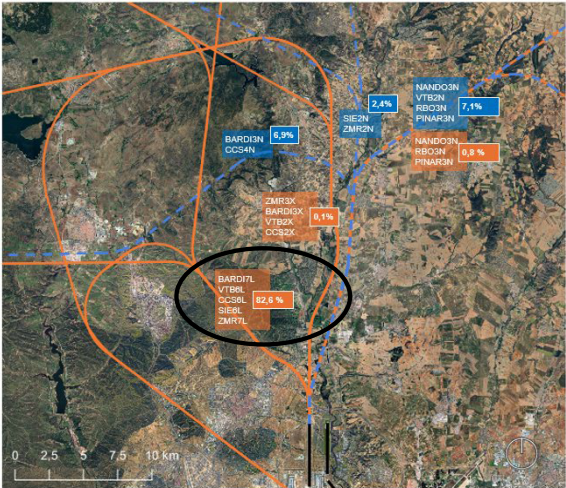 NANDO3N
VTB2N
RBO3N
PINAR3N
7,1%
SIE2N
ZMR2N
2,4%
BARDI3N
CCS4N
6,9%
NANDO3N
RBO3N
PINAR3N
0,8 %
ZMR3X
BARDI3X
VTB2X
CCS2X
0,1%
BARDI7L
VTB6L
CCS6L
SIE6L
ZMR7L
82,6 %
0 2,5 5 7,5 10 km